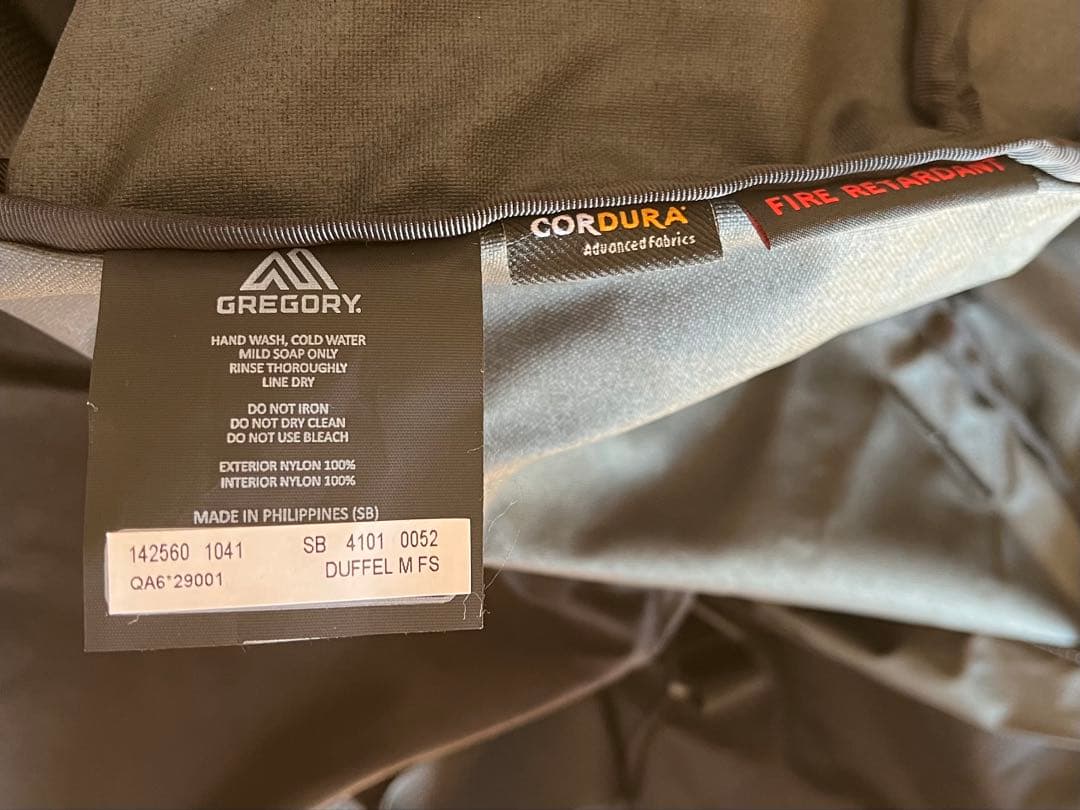 GREGORY.
HAND WASH, COLD WATER
MILD SOAP ONLY
RINSE THOROUGHLY
LINE DRY
DO NOT IRON
DO NOT DRY CLEAN
DO NOT USE BLEACH
EXTERIOR NYLON 100%
INTERIOR NYLON 100%
MADE IN PHILIPPINES (SB)
142560 1041 SB 4101 0052
QA6*29001 DUFFEL M FS
CORDURA
Advanced Fabrics
FIRE RETARDANT